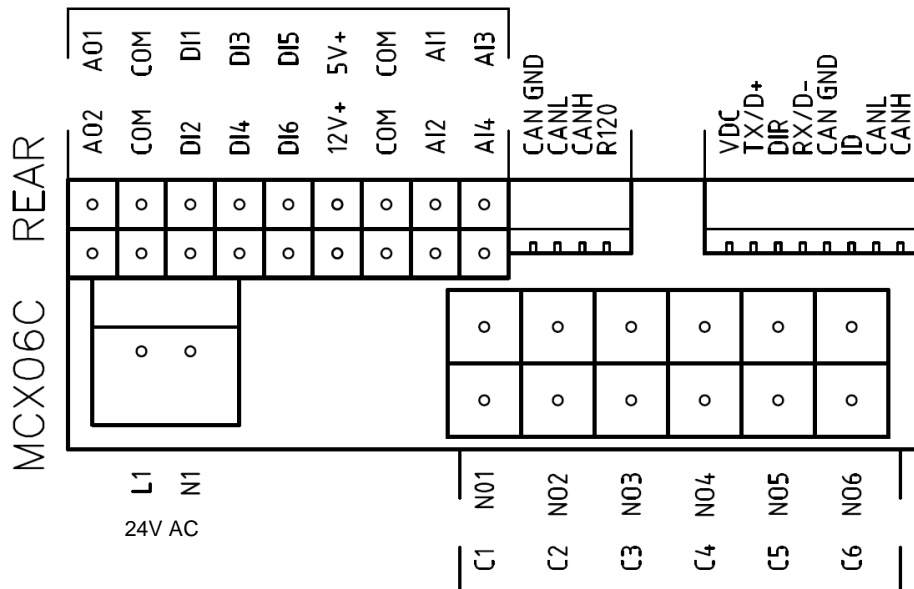 AO1 COM DI1 DI3 DI5 5V+ COM AI1 AI3
AO2 COM DI2 DI4 DI6 12V+ COM AI2 AI4
CAN GND
CANL
CANH
R120
VDC
TX/D+
DIR
RX/D-
CAN GND
ID
CANL
CANH
MCX06C REAR
L1 N1
24V AC
NO1 NO2 NO3 NO4 NO5 NO6
C1 C2 C3 C4 C5 C6